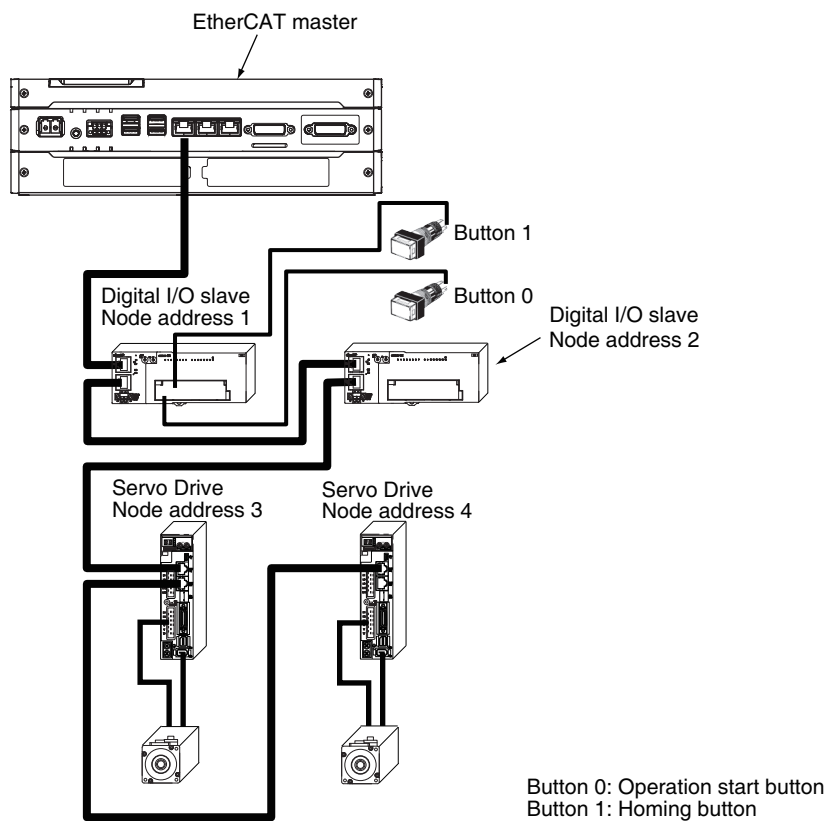 EtherCAT master
Button 1
Button 0
Digital I/O slave
Node address 1
Digital I/O slave
Node address 2
Servo Drive
Node address 3
Servo Drive
Node address 4
Button 0: Operation start button
Button 1: Homing button